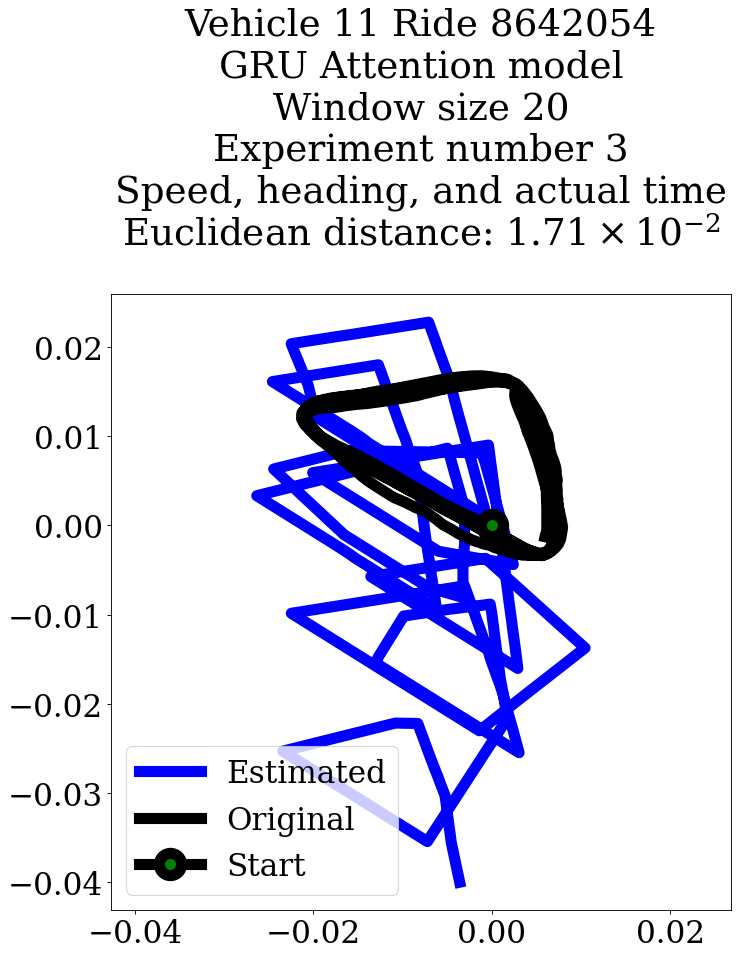 Vehicle 11 Ride 8642054
GRU Attention model
Window size 20
Experiment number 3
Speed, heading, and actual time
Euclidean distance: 1.71 × 10⁻²
0.02
0.01
0.00
−0.01
−0.02
−0.03
−0.04
Estimated
Original
Start
−0.04 −0.02 0.00 0.02